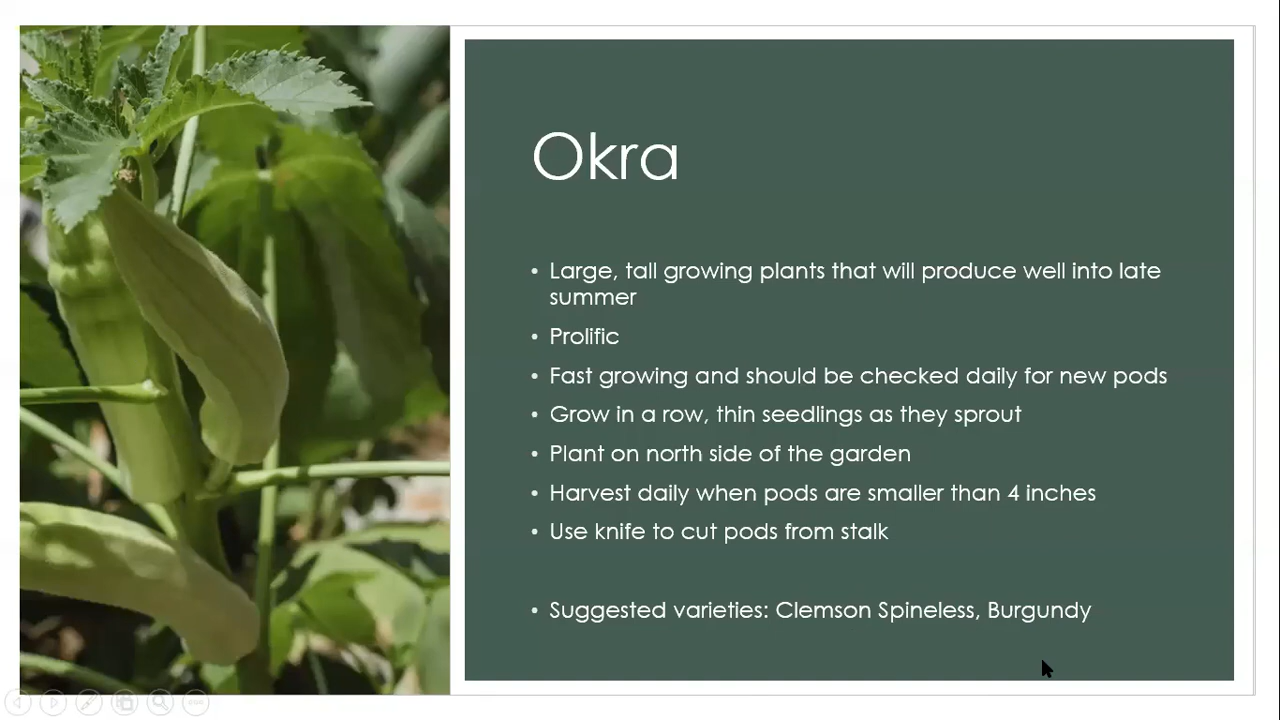 Okra
• Large, tall growing plants that will produce well into late
summer
• Prolific
• Fast growing and should be checked daily for new pods
• Grow in a row, thin seedlings as they sprout
• Plant on north side of the garden
• Harvest daily when pods are smaller than 4 inches
• Use knife to cut pods from stalk
• Suggested varieties: Clemson Spineless, Burgundy